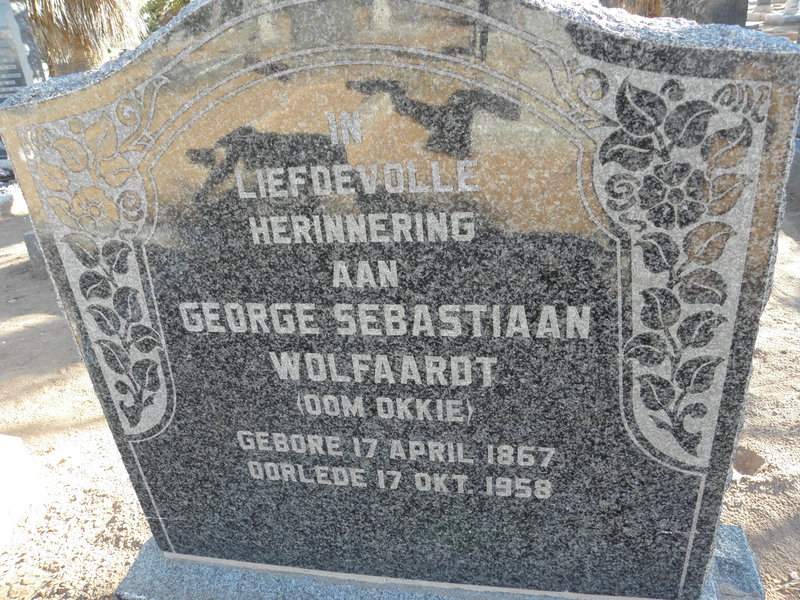 IN
LIEFDEVOLLE
HERINNERING
AAN
GEORGE SEBASTIAAN
WOLFAARDT
(OOM OKKIE)
GEBORE 17 APRIL 1867
OORLEDE 17 OKT. 1958